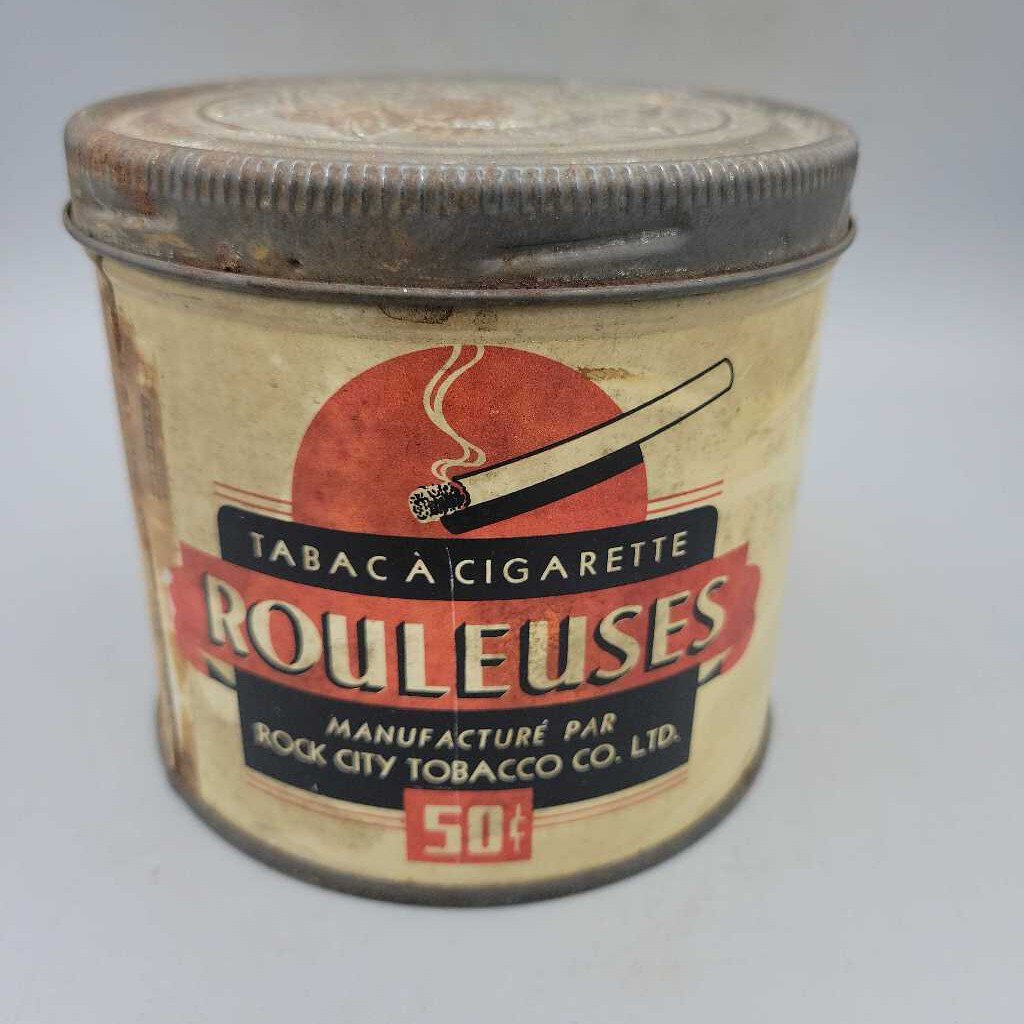 TABAC À CIGARETTE
ROULEUSES
MANUFACTURÉ PAR
ROCK CITY TOBACCO CO. LTD.
50¢